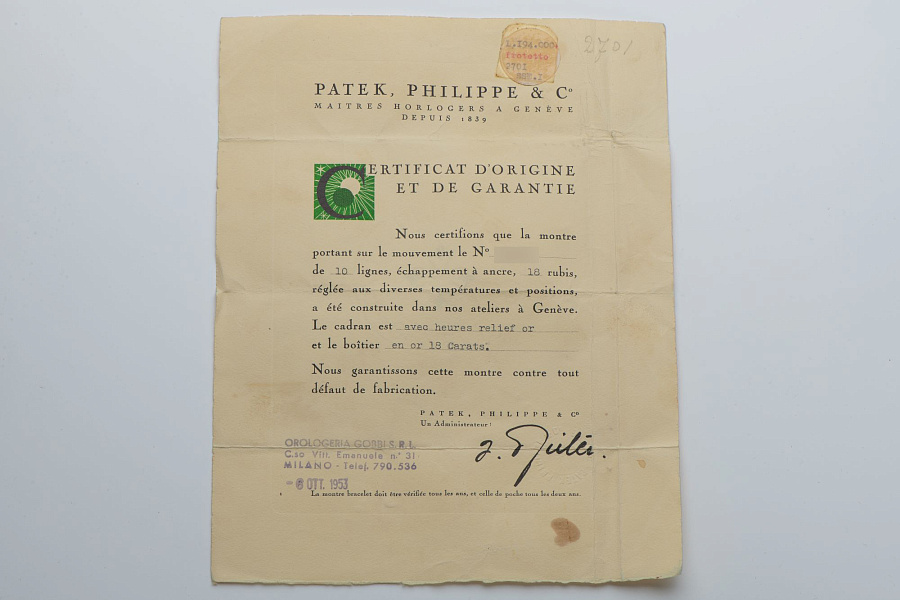 1.194.000.
Protetto
2701
2701
PATEK, PHILIPPE & Cº
MAITRES HORLOGERS A GENÈVE
DEPUIS 1839
CERTIFICAT D'ORIGINE
ET DE GARANTIE
Nous certifions que la montre
portant sur le mouvement le Nº
de 10 lignes, échappement à ancre, 18 rubis,
réglée aux diverses températures et positions,
a été construite dans nos ateliers à Genève.
Le cadran est avec heures relief or
et le boîtier en or 18 Carats.
Nous garantissons cette montre contre tout
défaut de fabrication.
PATEK, PHILIPPE & Cº
Un Administrateur:
OROLOGERIA GOBBI S.R.L.
C.so Vitt. Emanuele n.º 31
MILANO - Telef. 790.536
- 6 OTT. 1953
La montre bracelet doit être vérifiée tous les ans, et celle de poche tous les deux ans.